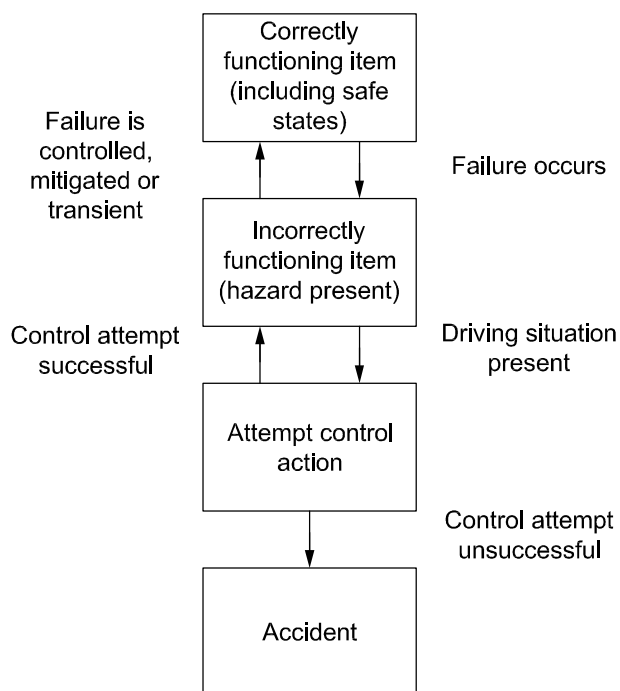 Correctly
functioning item
(including safe
states)
Failure is
controlled,
mitigated or
transient
Failure occurs
Incorrectly
functioning item
(hazard present)
Control attempt
successful
Driving situation
present
Attempt control
action
Control attempt
unsuccessful
Accident